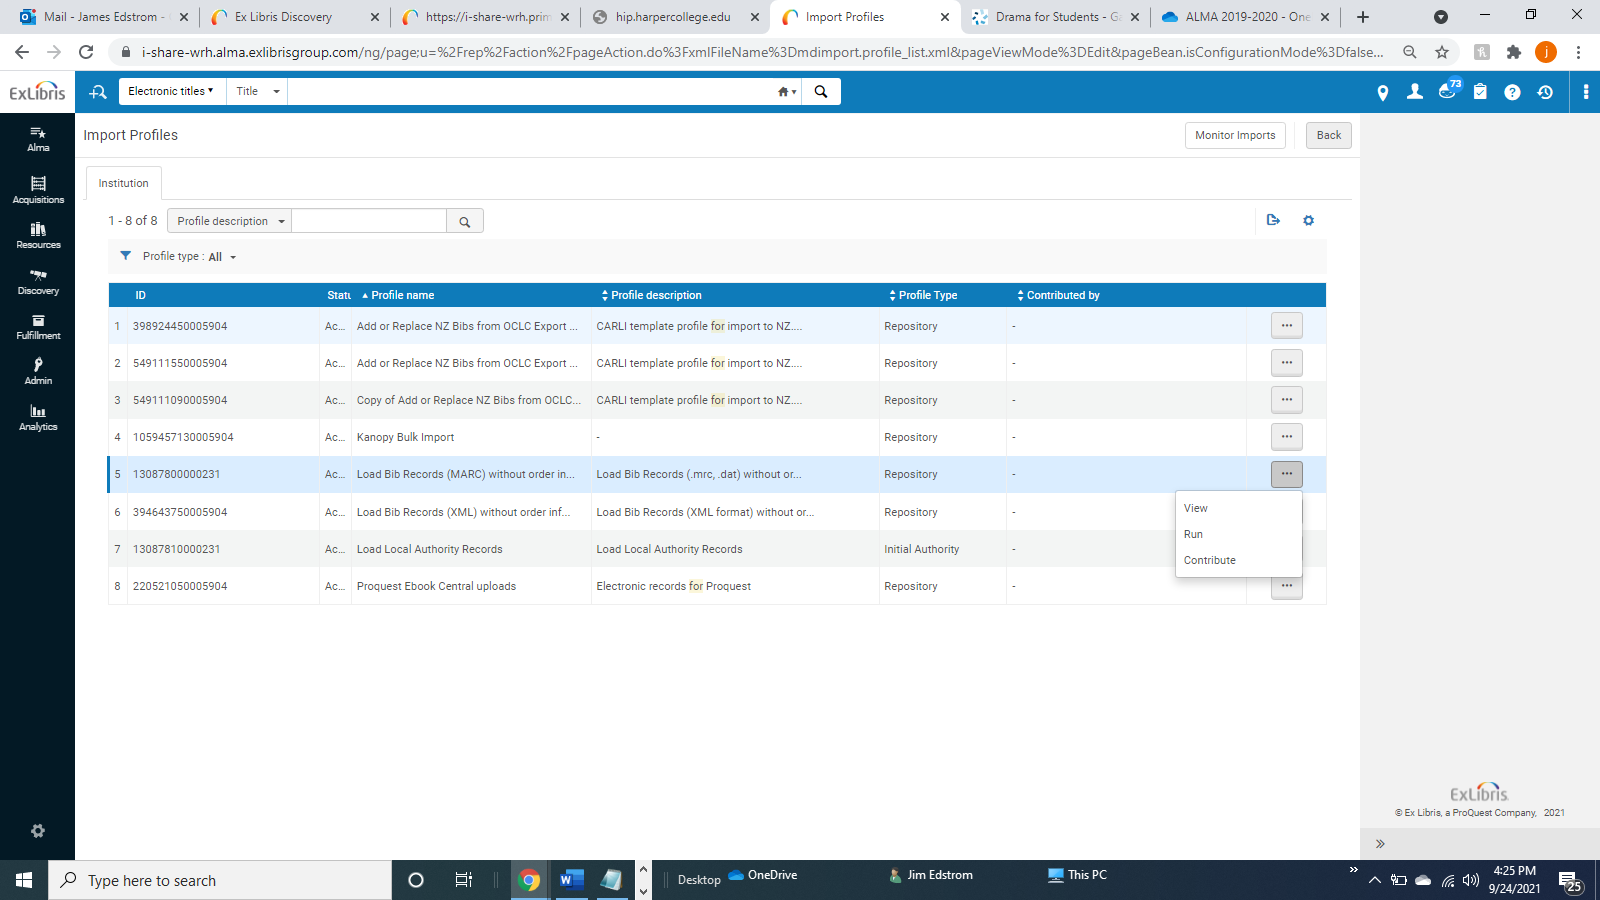 Mail - James Edstrom -
Ex Libris Discovery
https://i-share-wrh.prim
hip.harpercollege.edu
Import Profiles
Drama for Students - Ga
ALMA 2019-2020 - One
i-share-wrh.alma.exlibrisgroup.com/ng/page;u=%2Frep%2Faction%2FpageAction.do%3FxmlFileName%3Dmdimport.profile_list.xml&pageViewMode%3DEdit&pageBean.isConfigurationMode%3Dfalse...
j
ExLibris
Electronic titles
Title
73
Alma
Acquisitions
Resources
Discovery
Fulfillment
Admin
Analytics
Import Profiles
Monitor Imports
Back
Institution
1 - 8 of 8
Profile description
Profile type : All
ID Statu Profile name Profile description Profile Type Contributed by
1 398924450005904 Ac... Add or Replace NZ Bibs from OCLC Export ... CARLI template profile for import to NZ.... Repository - ...
2 549111550005904 Ac... Add or Replace NZ Bibs from OCLC Export ... CARLI template profile for import to NZ.... Repository - ...
3 549111090005904 Ac... Copy of Add or Replace NZ Bibs from OCLC... CARLI template profile for import to NZ.... Repository - ...
4 1059457130005904 Ac... Kanopy Bulk Import - Repository - ...
5 13087800000231 Ac... Load Bib Records (MARC) without order in... Load Bib Records (.mrc, .dat) without or... Repository - ...
6 394643750005904 Ac... Load Bib Records (XML) without order inf... Load Bib Records (XML format) without or... Repository -
7 13087810000231 Ac... Load Local Authority Records Load Local Authority Records Initial Authority -
8 220521050005904 Ac... Proquest Ebook Central uploads Electronic records for Proquest Repository - ...
View
Run
Contribute
ExLibris
© Ex Libris, a ProQuest Company, 2021
Type here to search
Desktop
OneDrive
Jim Edstrom
This PC
4:25 PM
9/24/2021
25